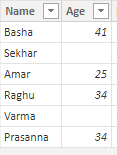 Name Age
Basha 41
Sekhar
Amar 25
Raghu 34
Varma
Prasanna 34